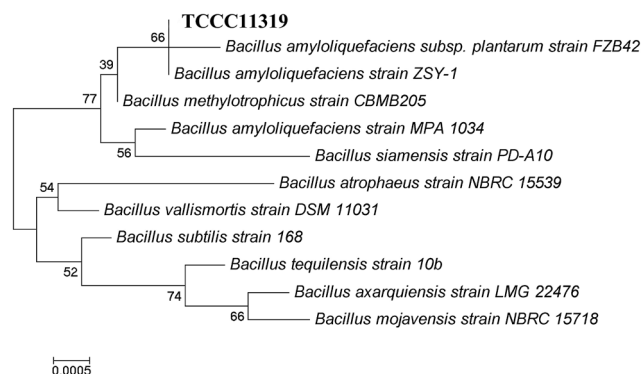 TCCC11319
66
Bacillus amyloliquefaciens subsp. plantarum strain FZB42
39
Bacillus amyloliquefaciens strain ZSY-1
77
Bacillus methylotrophicus strain CBMB205
Bacillus amyloliquefaciens strain MPA 1034
56
Bacillus siamensis strain PD-A10
54
Bacillus atrophaeus strain NBRC 15539
Bacillus vallismortis strain DSM 11031
Bacillus subtilis strain 168
52
Bacillus tequilensis strain 10b
74
Bacillus axarquiensis strain LMG 22476
66
Bacillus mojavensis strain NBRC 15718
0.0005